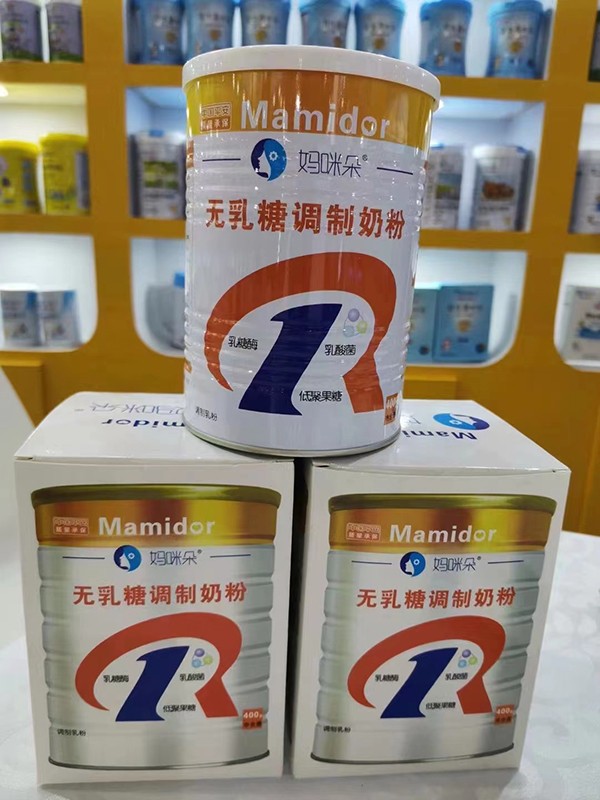 Mamidor
妈咪朵®
无乳糖调制奶粉
乳糖酶
乳酸菌
低聚果糖
调制乳粉
Mamidor
妈咪朵®
无乳糖调制奶粉
乳糖酶
乳酸菌
低聚果糖
400g
调制乳粉
Mamidor
妈咪朵®
无乳糖调制奶粉
乳糖酶
乳酸菌
低聚果糖
400g
调制乳粉